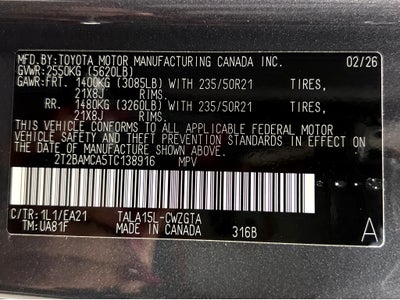 MFD.BY:TOYOTA MOTOR MANUFACTURING CANADA INC. 02/26
GVWR:2550KG (5620LB)
GAWR:FRT. 1400KG (3085LB) WITH 235/50R21 TIRES,
21X8J RIMS.
RR. 1480KG (3260LB) WITH 235/50R21 TIRES,
21X8J RIMS.
THIS VEHICLE CONFORMS TO ALL APPLICABLE FEDERAL MOTOR
VEHICLE SAFETY AND THEFT PREVENTION STANDARDS IN EFFECT ON
THE DATE OF MANUFACTURE SHOWN ABOVE.
2T2BAMCA5TC138916 MPV
C/TR:1L1/EA21 TALA15L-CWZGTA
TM:UA81F MADE IN CANADA 316B A